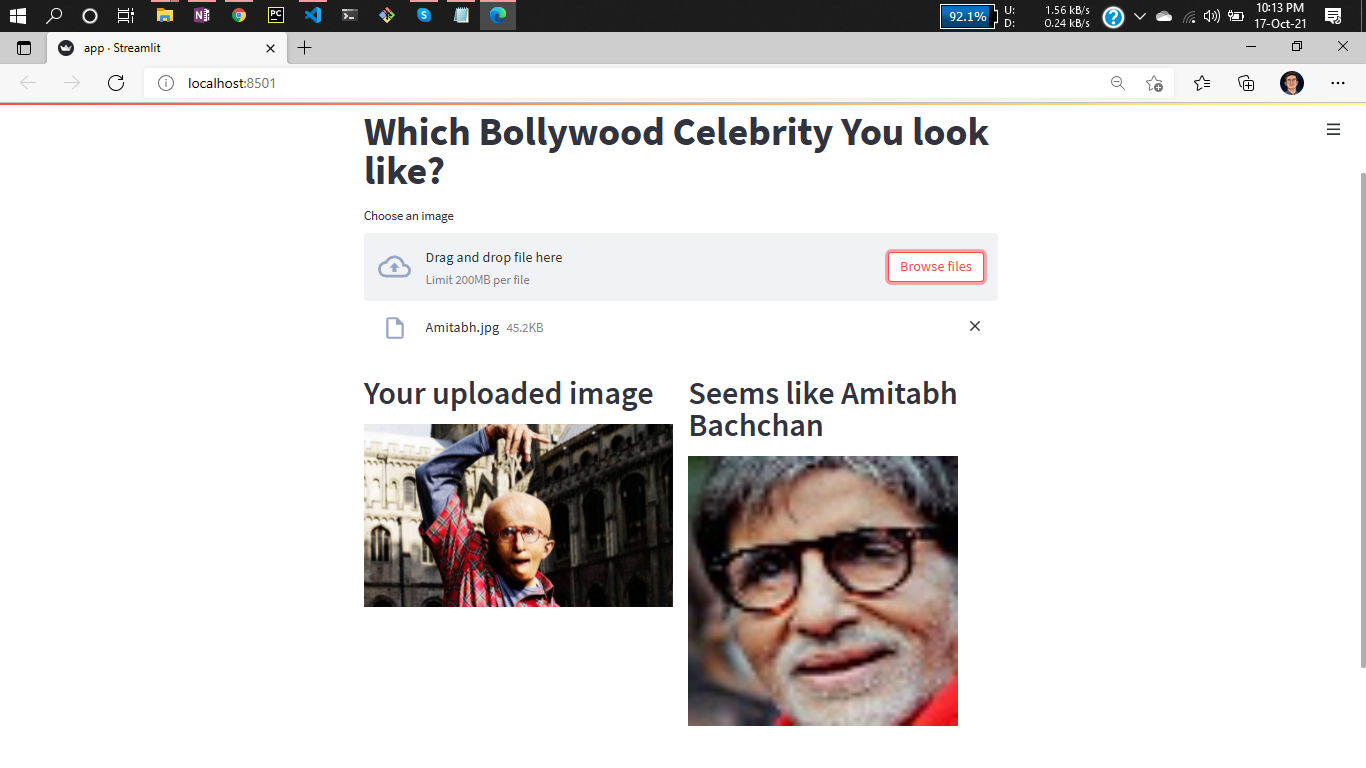 92.1%
U: 1.56 kB/s
D: 0.24 kB/s
10:13 PM
17-Oct-21
app · Streamlit
localhost:8501
Which Bollywood Celebrity You look
like?
Choose an image
Drag and drop file here
Limit 200MB per file
Browse files
Amitabh.jpg 45.2KB
Your uploaded image
Seems like Amitabh
Bachchan